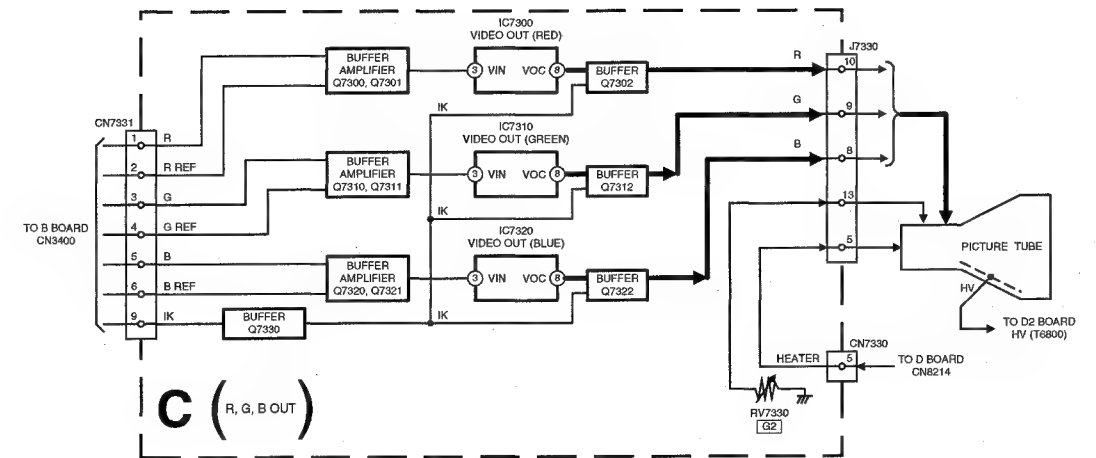 IC7300
VIDEO OUT (RED)
J7330
BUFFER
AMPLIFIER
Q7300, Q7301
3 VIN VOC 8
BUFFER
Q7302
R
10
IK
CN7331
1 R
2 R REF
3 G
4 G REF
5 B
6 B REF
9 IK
TO B BOARD
CN3400
IC7310
VIDEO OUT (GREEN)
BUFFER
AMPLIFIER
Q7310, Q7311
3 VIN VOC 8
BUFFER
Q7312
G
9
B
8
IK
13
5
IC7320
VIDEO OUT (BLUE)
BUFFER
AMPLIFIER
Q7320, Q7321
3 VIN VOC 8
BUFFER
Q7322
IK
BUFFER
Q7330
PICTURE TUBE
HV
TO D2 BOARD
HV (T6800)
CN7330
HEATER
5
TO D BOARD
CN8214
RV7330
G2
C (R, G, B OUT)